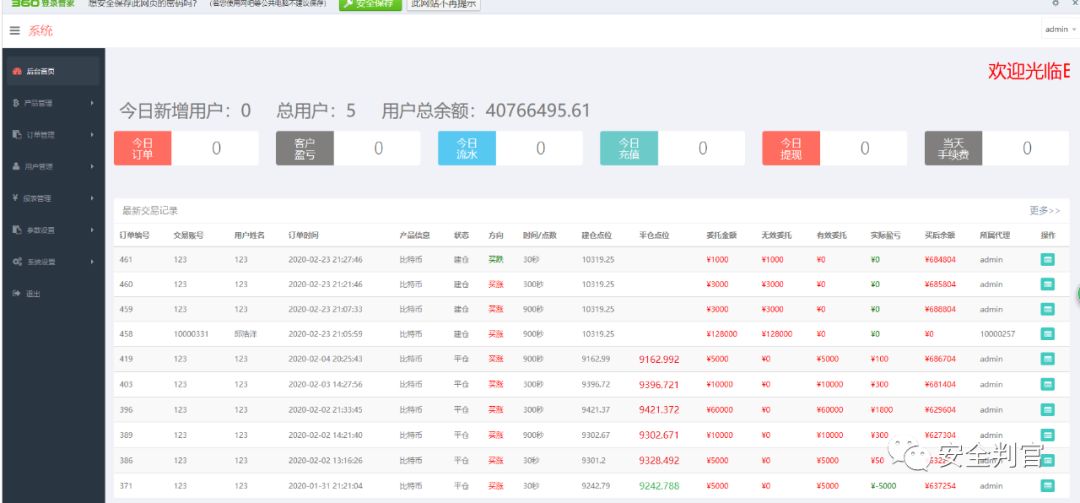 360登录管家 想安全保存此网页的密码吗？ (若您使用网吧等公共电脑不建议保存) 安全保存 此网站不再提示
系统 admin
后台首页
产品管理
订单管理
用户管理
报表管理
参数设置
系统设置
退出
欢迎光临
今日新增用户：0 总用户：5 用户总余额：40766495.61
今日订单 0 客户盈亏 0 今日流水 0 今日充值 0 今日提现 0 当天手续费 0
最新交易记录 更多>>
订单编号 交易账号 用户姓名 订单时间 产品信息 状态 方向 时间/点数 建仓点位 平仓点位 委托金额 无效委托 有效委托 实际盈亏 买后余额 所属代理 操作
461 123 123 2020-02-23 21:27:46 比特币 建仓 买跌 30秒 10319.25 ¥1000 ¥1000 ¥0 ¥0 ¥684804 admin
460 123 123 2020-02-23 21:21:46 比特币 建仓 买涨 300秒 10319.25 ¥3000 ¥3000 ¥0 ¥0 ¥685804 admin
459 123 123 2020-02-23 21:07:33 比特币 建仓 买涨 900秒 10319.25 ¥3000 ¥3000 ¥0 ¥0 ¥688804 admin
458 10000331 邱浩洋 2020-02-23 21:05:59 比特币 建仓 买涨 900秒 10319.25 ¥128000 ¥128000 ¥0 ¥0 ¥0 10000257
419 123 123 2020-02-04 20:25:43 比特币 平仓 买涨 900秒 9162.99 9162.992 ¥5000 ¥0 ¥5000 ¥100 ¥686704 admin
403 123 123 2020-02-03 14:27:56 比特币 平仓 买涨 300秒 9396.72 9396.721 ¥10000 ¥0 ¥10000 ¥300 ¥681404 admin
396 123 123 2020-02-02 21:33:45 比特币 平仓 买涨 300秒 9421.37 9421.372 ¥60000 ¥0 ¥60000 ¥1800 ¥629604 admin
389 123 123 2020-02-02 14:21:40 比特币 平仓 买涨 900秒 9302.67 9302.671 ¥10000 ¥0 ¥10000 ¥300 ¥627304 admin
386 123 123 2020-02-02 13:16:26 比特币 平仓 买涨 30秒 9301.2 9328.492 ¥5000 ¥0 ¥5000
371 123 123 2020-01-31 21:21:04 比特币 平仓 买涨 30秒 9242.79 9242.788 ¥5000 ¥0 ¥5000 ¥-5000 ¥637254 admin
安全判官